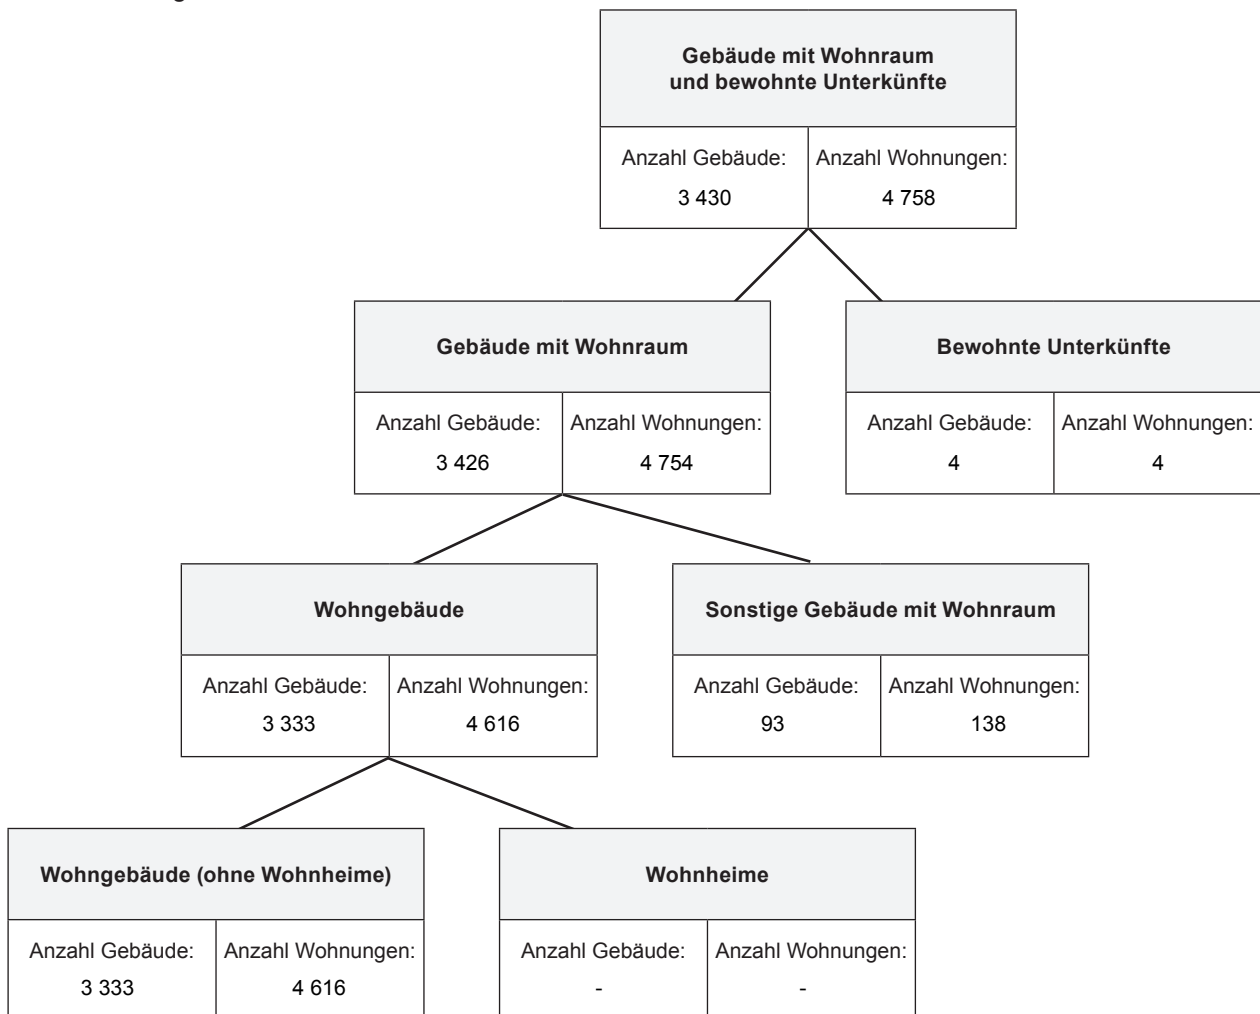 Gebäude mit Wohnraum
und bewohnte Unterkünfte
Anzahl Gebäude: Anzahl Wohnungen:
3 430 4 758
Gebäude mit Wohnraum Bewohnte Unterkünfte
Anzahl Gebäude: Anzahl Wohnungen: Anzahl Gebäude: Anzahl Wohnungen:
3 426 4 754 4 4
Wohngebäude Sonstige Gebäude mit Wohnraum
Anzahl Gebäude: Anzahl Wohnungen: Anzahl Gebäude: Anzahl Wohnungen:
3 333 4 616 93 138
Wohngebäude (ohne Wohnheime) Wohnheime
Anzahl Gebäude: Anzahl Wohnungen: Anzahl Gebäude: Anzahl Wohnungen:
3 333 4 616 - -